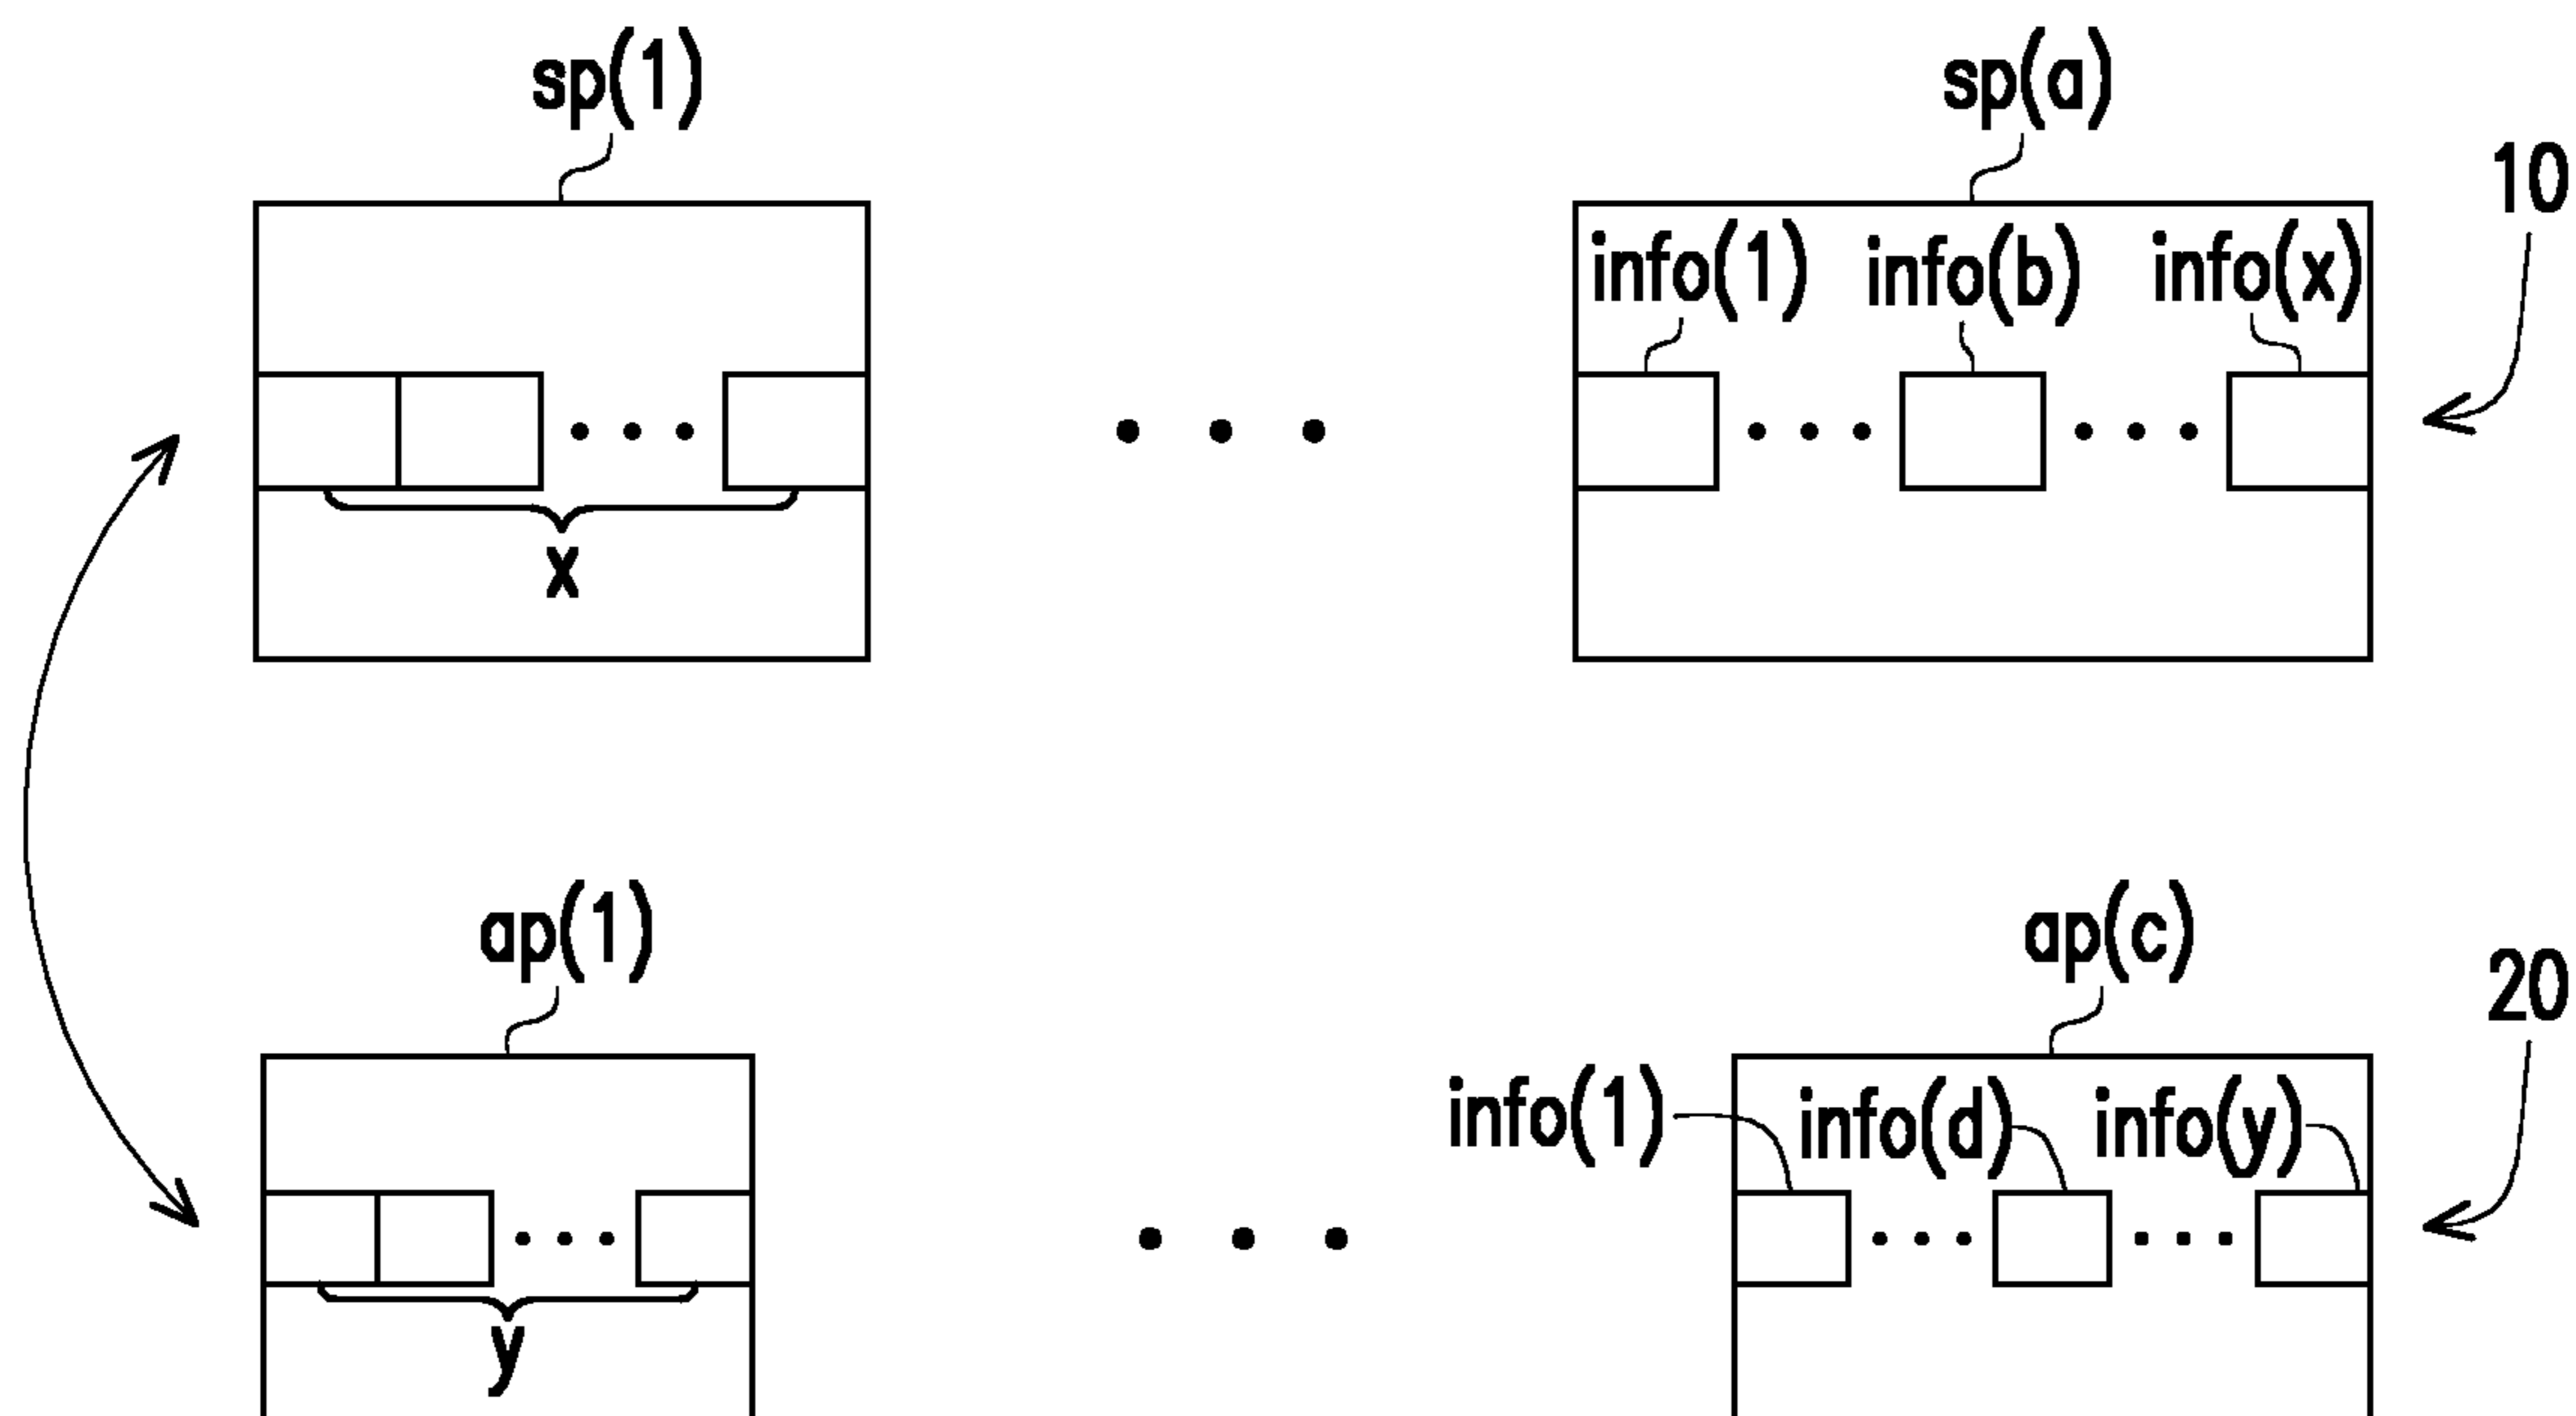 sp(1) sp(a)
10
info(1) info(b) info(x)
x
ap(1) ap(c)
20
info(1) info(d) info(y)
y